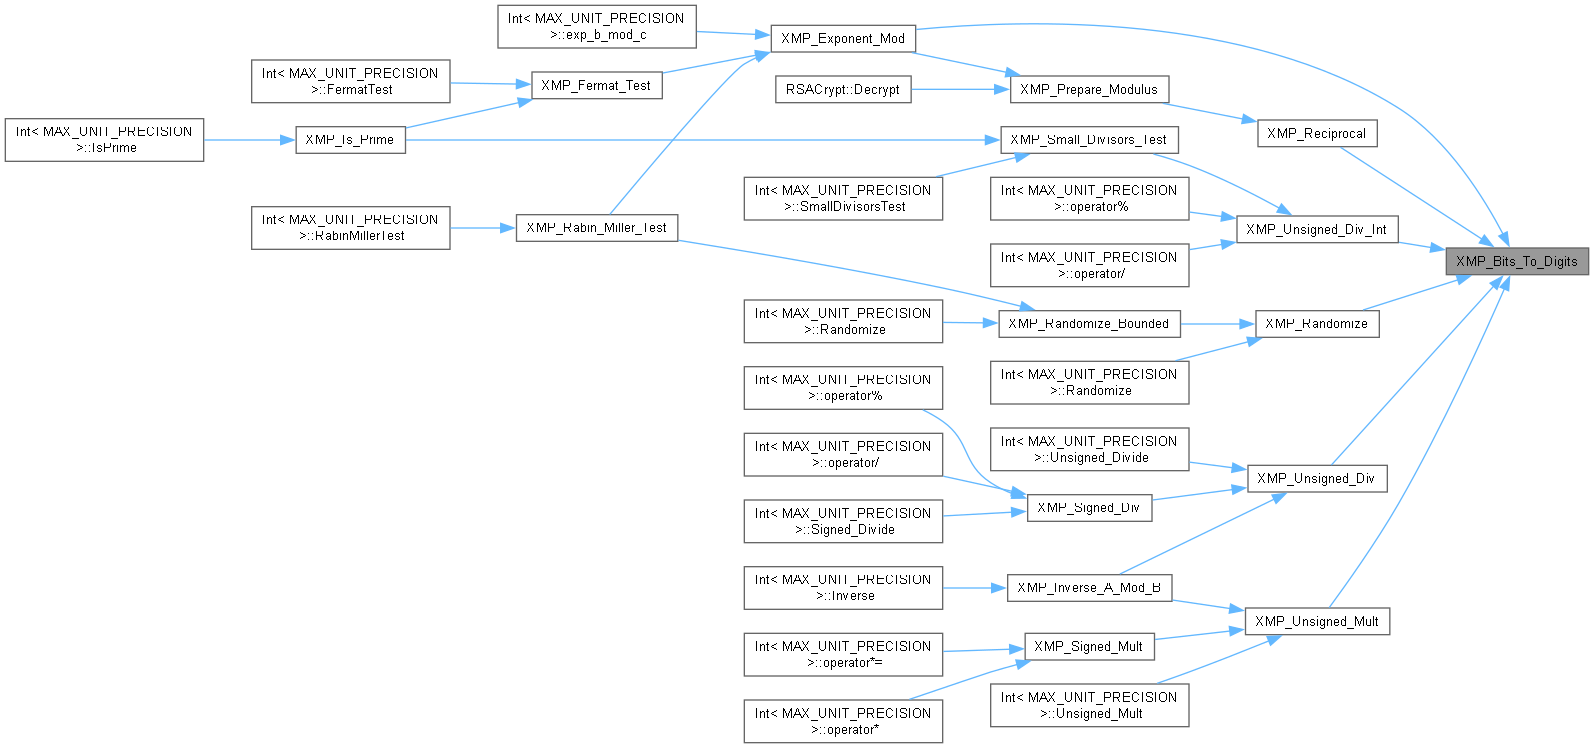 Int< MAX_UNIT_PRECISION
>::exp_b_mod_c
XMP_Exponent_Mod
Int< MAX_UNIT_PRECISION
>::FermatTest
XMP_Fermat_Test
RSACrypt::Decrypt
XMP_Prepare_Modulus
Int< MAX_UNIT_PRECISION
>::IsPrime
XMP_Is_Prime
XMP_Small_Divisors_Test
XMP_Reciprocal
Int< MAX_UNIT_PRECISION
>::SmallDivisorsTest
Int< MAX_UNIT_PRECISION
>::operator%
Int< MAX_UNIT_PRECISION
>::RabinMillerTest
XMP_Rabin_Miller_Test
XMP_Unsigned_Div_Int
Int< MAX_UNIT_PRECISION
>::operator/
XMP_Bits_To_Digits
Int< MAX_UNIT_PRECISION
>::Randomize
XMP_Randomize_Bounded
XMP_Randomize
Int< MAX_UNIT_PRECISION
>::Randomize
Int< MAX_UNIT_PRECISION
>::operator%
Int< MAX_UNIT_PRECISION
>::operator/
Int< MAX_UNIT_PRECISION
>::Unsigned_Divide
XMP_Unsigned_Div
Int< MAX_UNIT_PRECISION
>::Signed_Divide
XMP_Signed_Div
Int< MAX_UNIT_PRECISION
>::Inverse
XMP_Inverse_A_Mod_B
XMP_Unsigned_Mult
Int< MAX_UNIT_PRECISION
>::operator*=
XMP_Signed_Mult
Int< MAX_UNIT_PRECISION
>::Unsigned_Mult
Int< MAX_UNIT_PRECISION
>::operator*